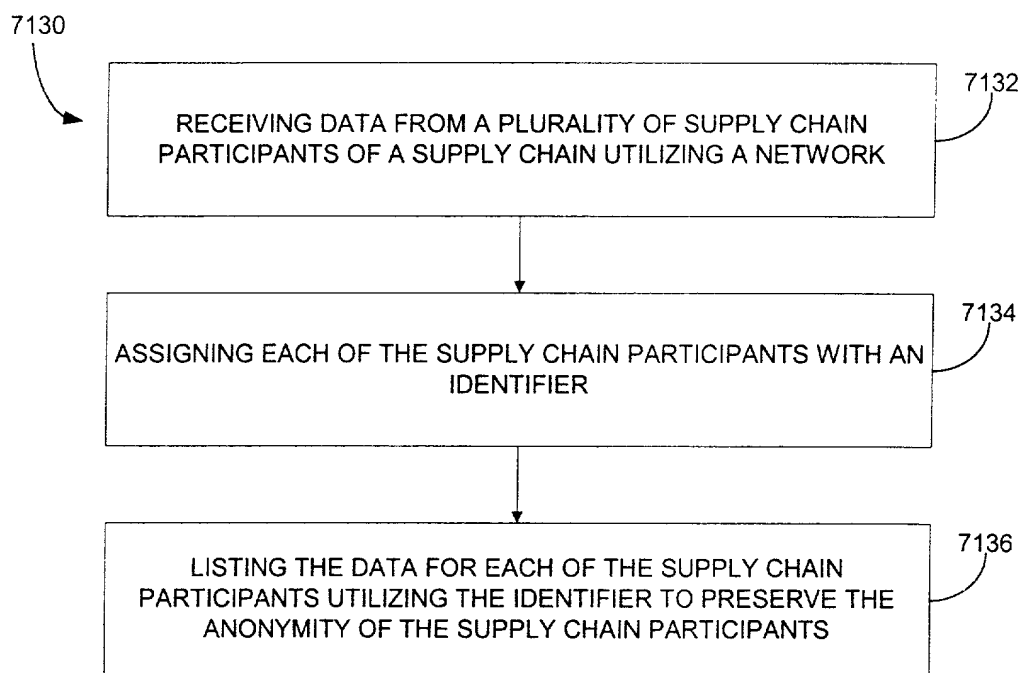 7130
7132
RECEIVING DATA FROM A PLURALITY OF SUPPLY CHAIN
PARTICIPANTS OF A SUPPLY CHAIN UTILIZING A NETWORK
7134
ASSIGNING EACH OF THE SUPPLY CHAIN PARTICIPANTS WITH AN
IDENTIFIER
7136
LISTING THE DATA FOR EACH OF THE SUPPLY CHAIN
PARTICIPANTS UTILIZING THE IDENTIFIER TO PRESERVE THE
ANONYMITY OF THE SUPPLY CHAIN PARTICIPANTS